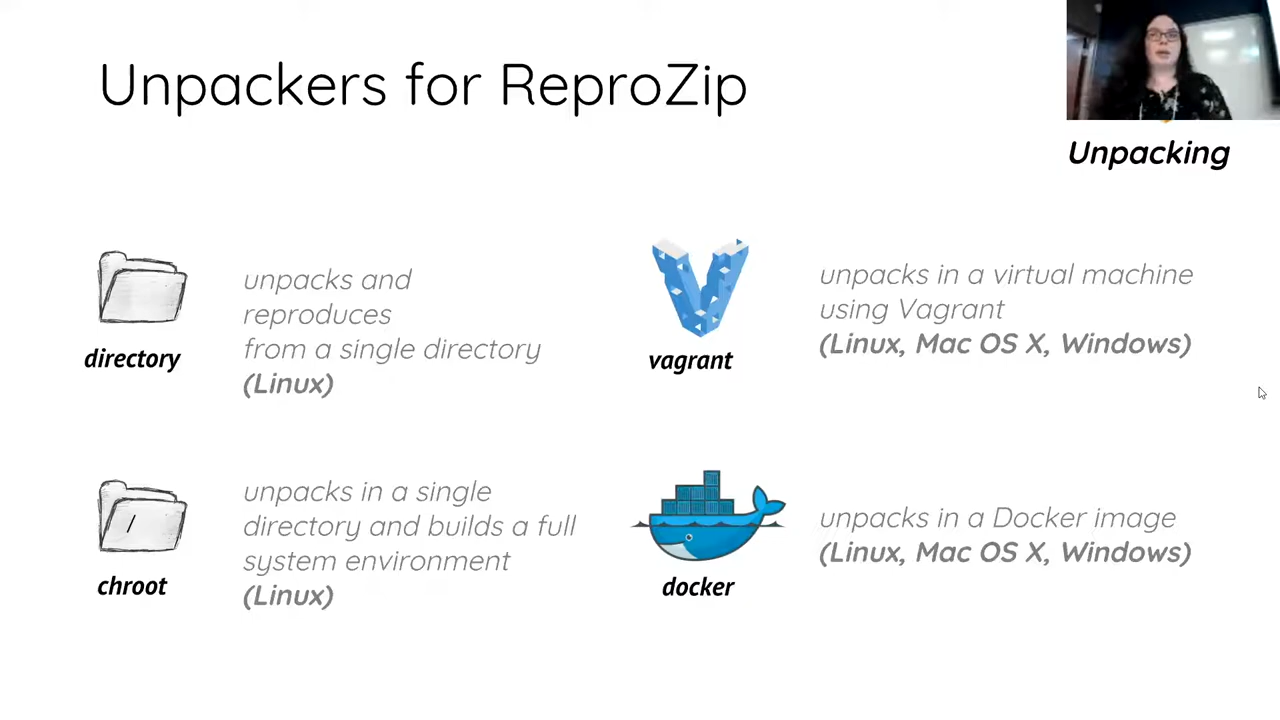 Unpackers for ReproZip
Unpacking
unpacks and
reproduces
from a single directory
(Linux)
directory
unpacks in a virtual machine
using Vagrant
(Linux, Mac OS X, Windows)
vagrant
unpacks in a single
directory and builds a full
system environment
(Linux)
/
chroot
unpacks in a Docker image
(Linux, Mac OS X, Windows)
docker